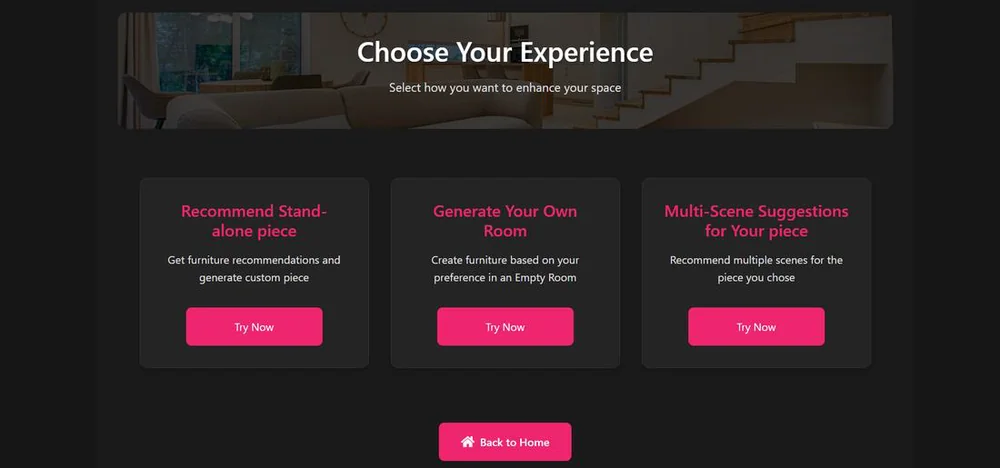 Choose Your Experience
Select how you want to enhance your space
Recommend Stand-
alone piece
Get furniture recommendations and
generate custom piece
Try Now
Generate Your Own
Room
Create furniture based on your
preference in an Empty Room
Try Now
Multi-Scene Suggestions
for Your piece
Recommend multiple scenes for the
piece you chose
Try Now
Back to Home